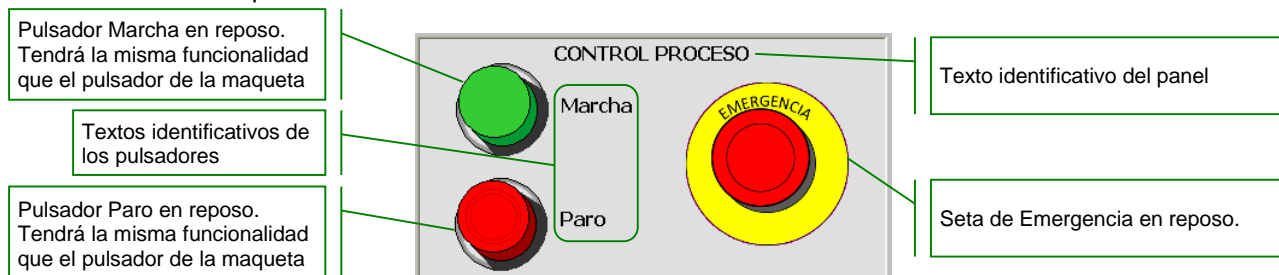 Pulsador Marcha en reposo.
Tendrá la misma funcionalidad
que el pulsador de la maqueta
Textos identificativos de
los pulsadores
Pulsador Paro en reposo.
Tendrá la misma funcionalidad
que el pulsador de la maqueta
CONTROL PROCESO
Marcha
Paro
EMERGENCIA
Texto identificativo del panel
Seta de Emergencia en reposo.